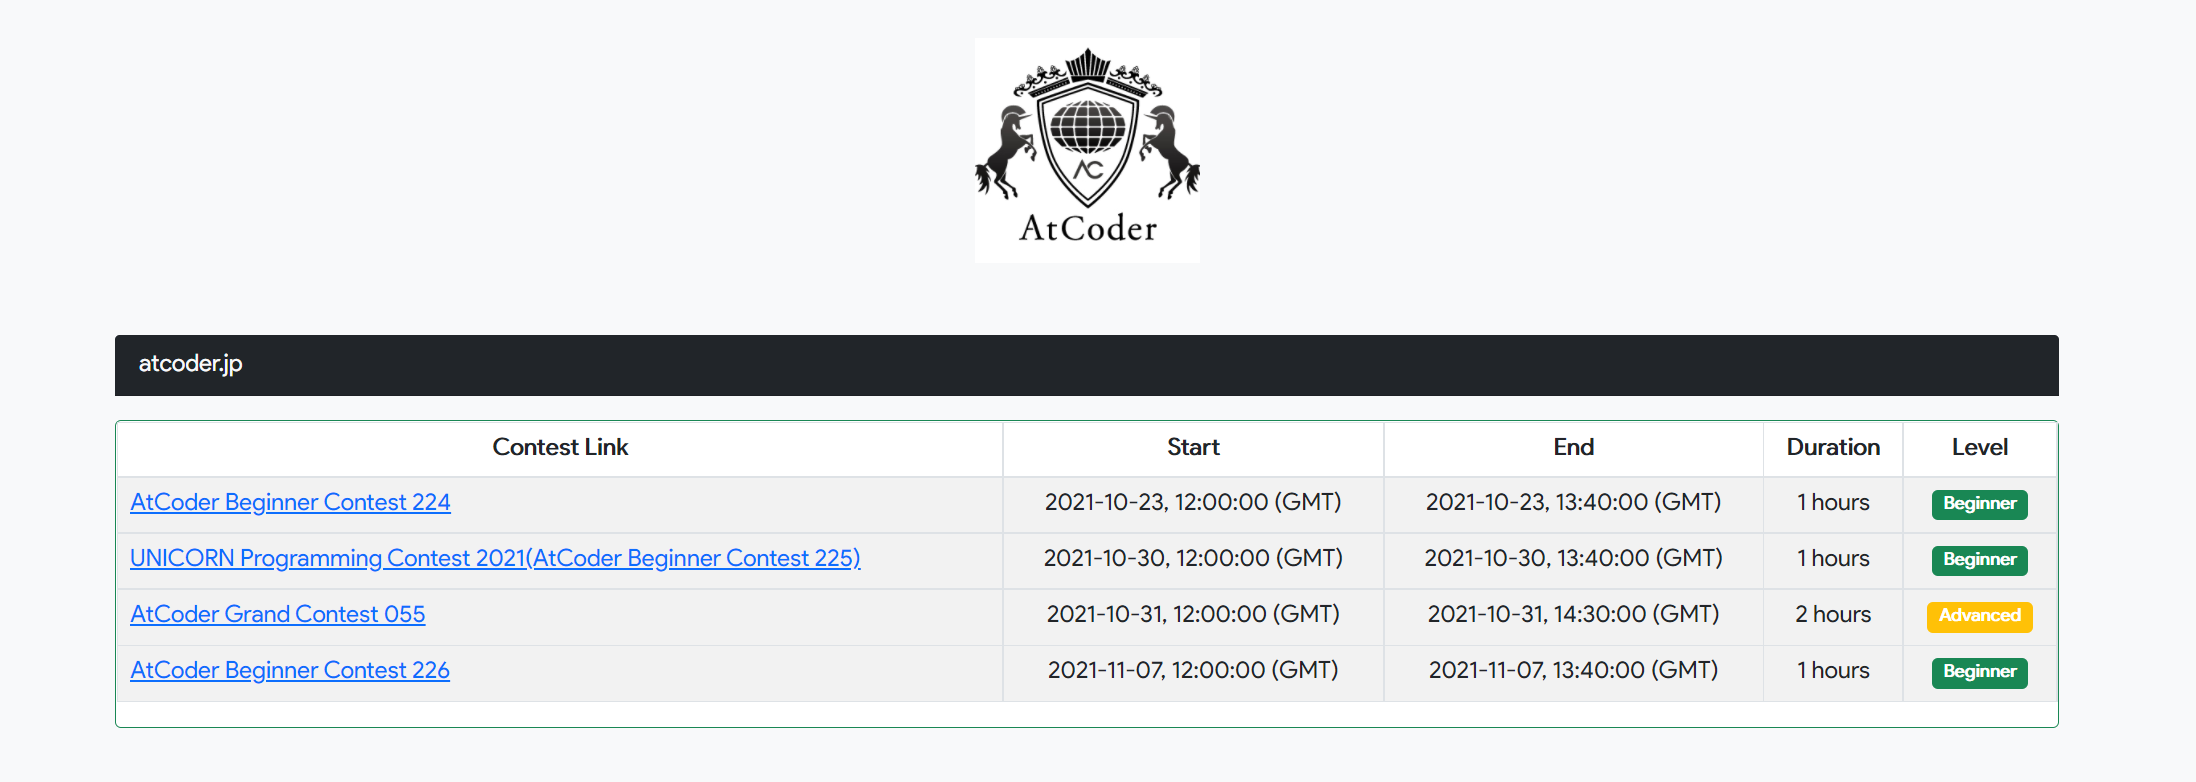 AC
AtCoder
atcoder.jp
Contest Link Start End Duration Level
AtCoder Beginner Contest 224 2021-10-23, 12:00:00 (GMT) 2021-10-23, 13:40:00 (GMT) 1 hours Beginner
UNICORN Programming Contest 2021(AtCoder Beginner Contest 225) 2021-10-30, 12:00:00 (GMT) 2021-10-30, 13:40:00 (GMT) 1 hours Beginner
AtCoder Grand Contest 055 2021-10-31, 12:00:00 (GMT) 2021-10-31, 14:30:00 (GMT) 2 hours Advanced
AtCoder Beginner Contest 226 2021-11-07, 12:00:00 (GMT) 2021-11-07, 13:40:00 (GMT) 1 hours Beginner